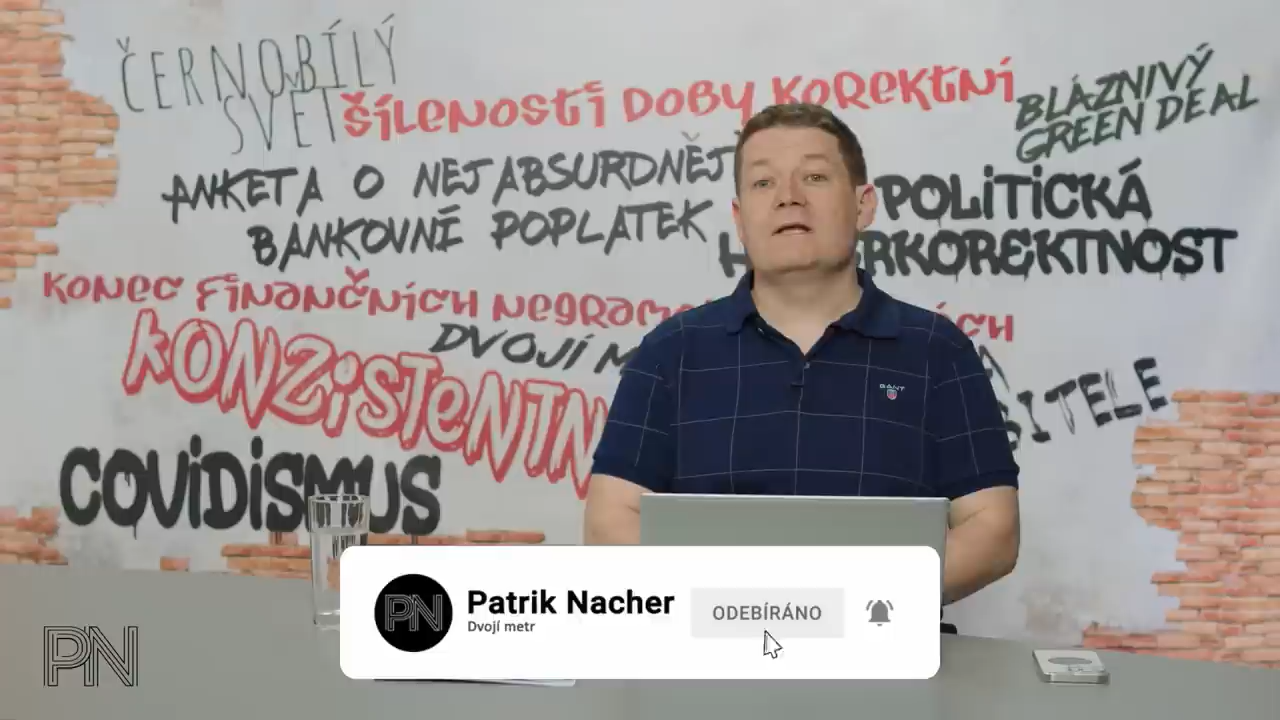 ČERNOBÍLÝ
SVĚT
ŠÍLENOSTI DOBY KOREKTNÍ
BLÁZNIVÝ
GREEN DEAL
ANKETA O NEJABSURDNĚJ
BANKOVNÍ POPLATEK
POLITICKÁ
H RKOREKTNOST
KONEC FINANČNÍCH NEGRAMO CH
DVOJÍ M
KONZISTENTN
SITELE
COVIDISMUS
GANT
PN
Patrik Nacher
Dvojí metr
ODEBÍRÁNO
PN